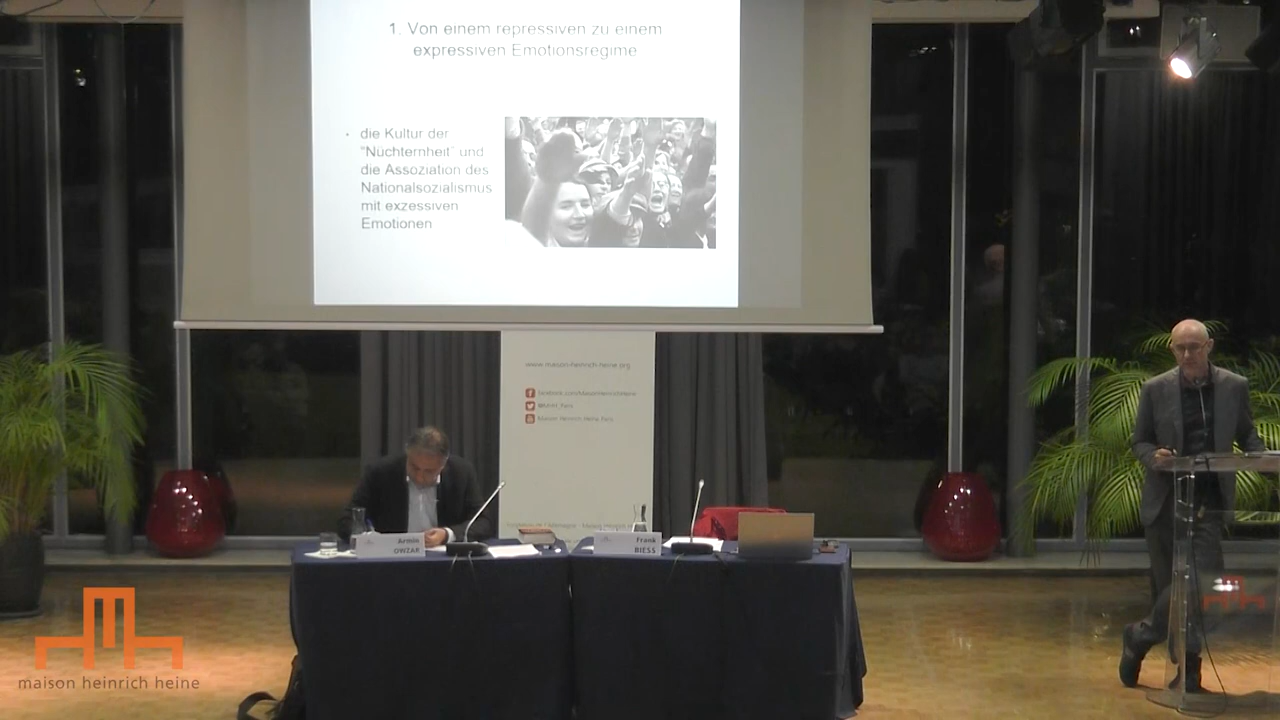 1. Von einem repressiven zu einem
expressiven Emotionsregime
· die Kultur der
"Nüchternheit" und
die Assoziation des
Nationalsozialismus
mit exzessiven
Emotionen
www.maison-heinrich-heine.org
Armin
OWZAR
Frank
BIESS
maison heinrich heine